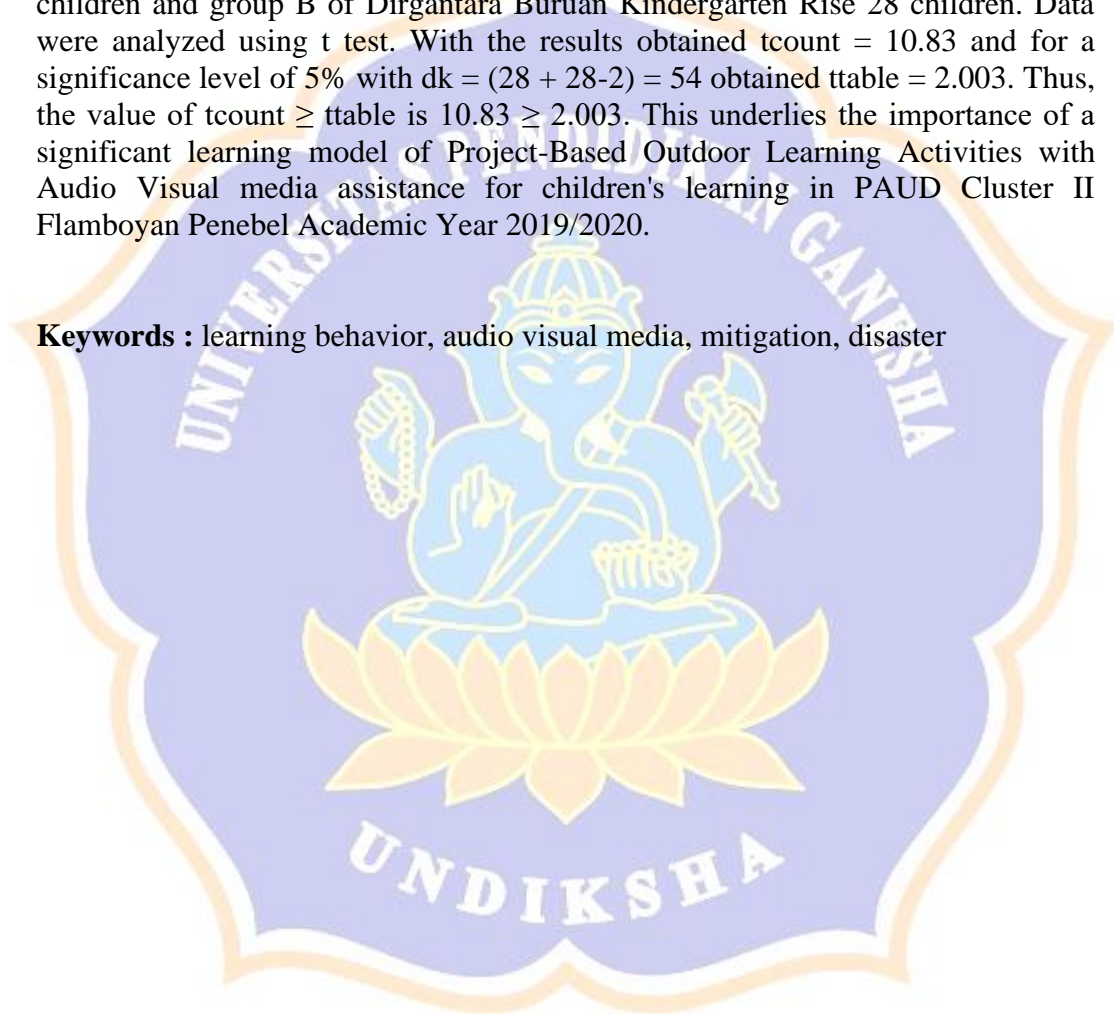 children and group B of Dirgantara Buruan Kindergarten Rise 28 children. Data
were analyzed using t test. With the results obtained tcount = 10.83 and for a
significance level of 5% with dk = (28 + 28-2) = 54 obtained ttable = 2.003. Thus,
the value of tcount ≥ ttable is 10.83 ≥ 2.003. This underlies the importance of a
significant learning model of Project-Based Outdoor Learning Activities with
Audio Visual media assistance for children's learning in PAUD Cluster II
Flamboyan Penebel Academic Year 2019/2020.
Keywords : learning behavior, audio visual media, mitigation, disaster
UNIVERSITAS PENDIDIKAN GANESHA
UNDIKSHA